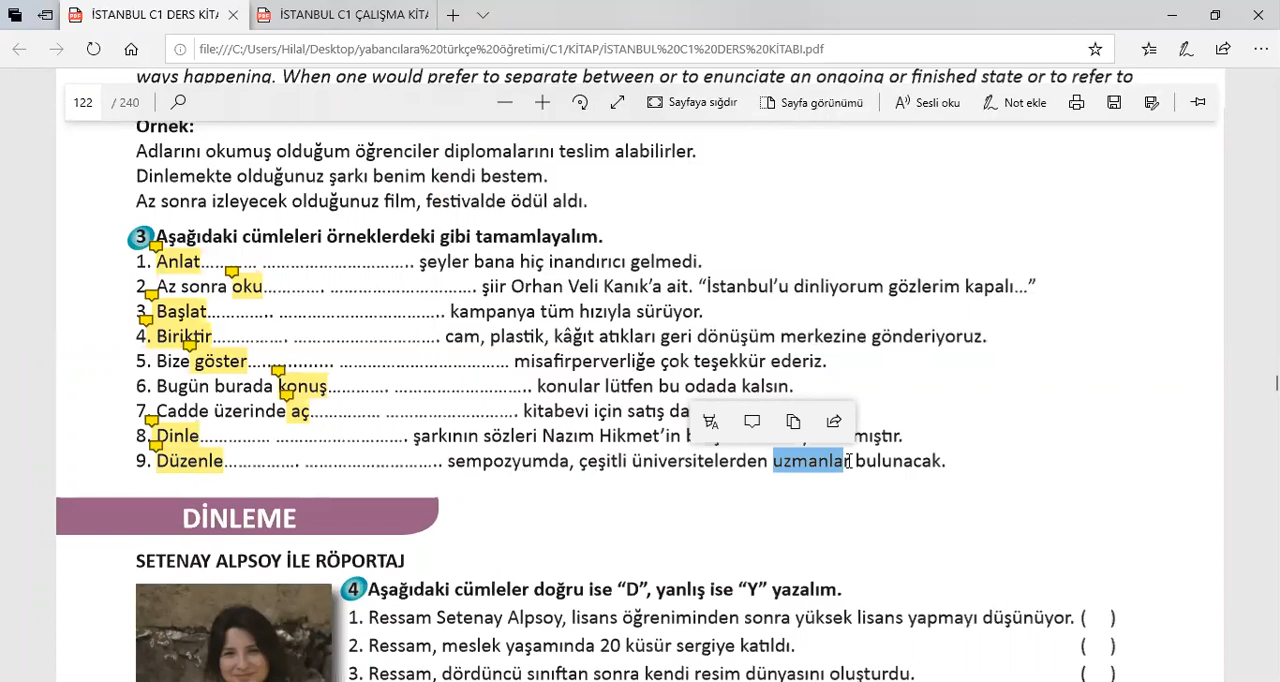 İSTANBUL C1 DERS KİTA
İSTANBUL C1 ÇALIŞMA KİTA
file:///C:/Users/Hilal/Desktop/yabancılara%20türkçe%20öğretimi/C1/KİTAP/İSTANBUL%20C1%20DERS%20KİTABI.pdf
ways happening. When one would prefer to separate between or to enunciate an ongoing or finished state or to refer to
122 / 240 Sayfaya sığdır Sayfa görünümü Sesli oku Not ekle
Örnek:
Adlarını okumuş olduğum öğrenciler diplomalarını teslim alabilirler.
Dinlemekte olduğunuz şarkı benim kendi bestem.
Az sonra izleyecek olduğunuz film, festivalde ödül aldı.
3 Aşağıdaki cümleleri örneklerdeki gibi tamamlayalım.
1. Anlat.......... ................................ şeyler bana hiç inandırıcı gelmedi.
2. Az sonra oku............. ............................... şiir Orhan Veli Kanık’a ait. “İstanbul’u dinliyorum gözlerim kapalı...”
3. Başlat.............. ................................... kampanya tüm hızıyla sürüyor.
4. Biriktir................ ............................... cam, plastik, kâğıt atıkları geri dönüşüm merkezine gönderiyoruz.
5. Bize göster.................. .................................... misafirperverliğe çok teşekkür ederiz.
6. Bugün burada konuş............. ............................. konular lütfen bu odada kalsın.
7. Cadde üzerinde aç............... ............................. kitabevi için satış da
8. Dinle.............. ........................... şarkının sözleri Nazım Hikmet’in
9. Düzenle................ ............................. sempozyumda, çeşitli üniversitelerden uzmanlar bulunacak.
DİNLEME
SETENAY ALPSOY İLE RÖPORTAJ
4 Aşağıdaki cümleler doğru ise “D”, yanlış ise “Y” yazalım.
1. Ressam Setenay Alpsoy, lisans öğreniminden sonra yüksek lisans yapmayı düşünüyor. ( )
2. Ressam, meslek yaşamında 20 küsür sergiye katıldı. ( )
3. Ressam, dördüncü sınıftan sonra kendi resim dünyasını oluşturdu. ( )